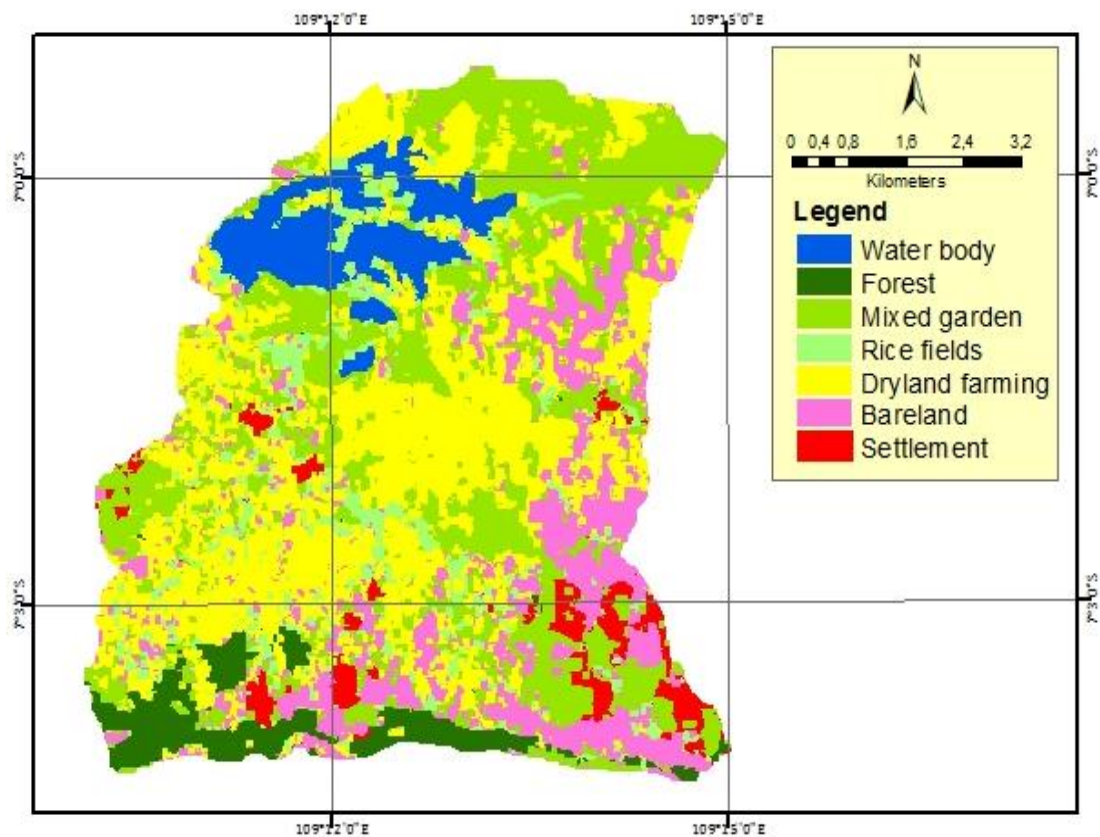 109°12'0"E 109°15'0"E
N
0 0,4 0,8 1,6 2,4 3,2
Kilometers
7°0'0"S 7°0'0"S
Legend
Water body
Forest
Mixed garden
Rice fields
Dryland farming
Bareland
Settlement
7°3'0"S 7°3'0"S
109°12'0"E 109°15'0"E